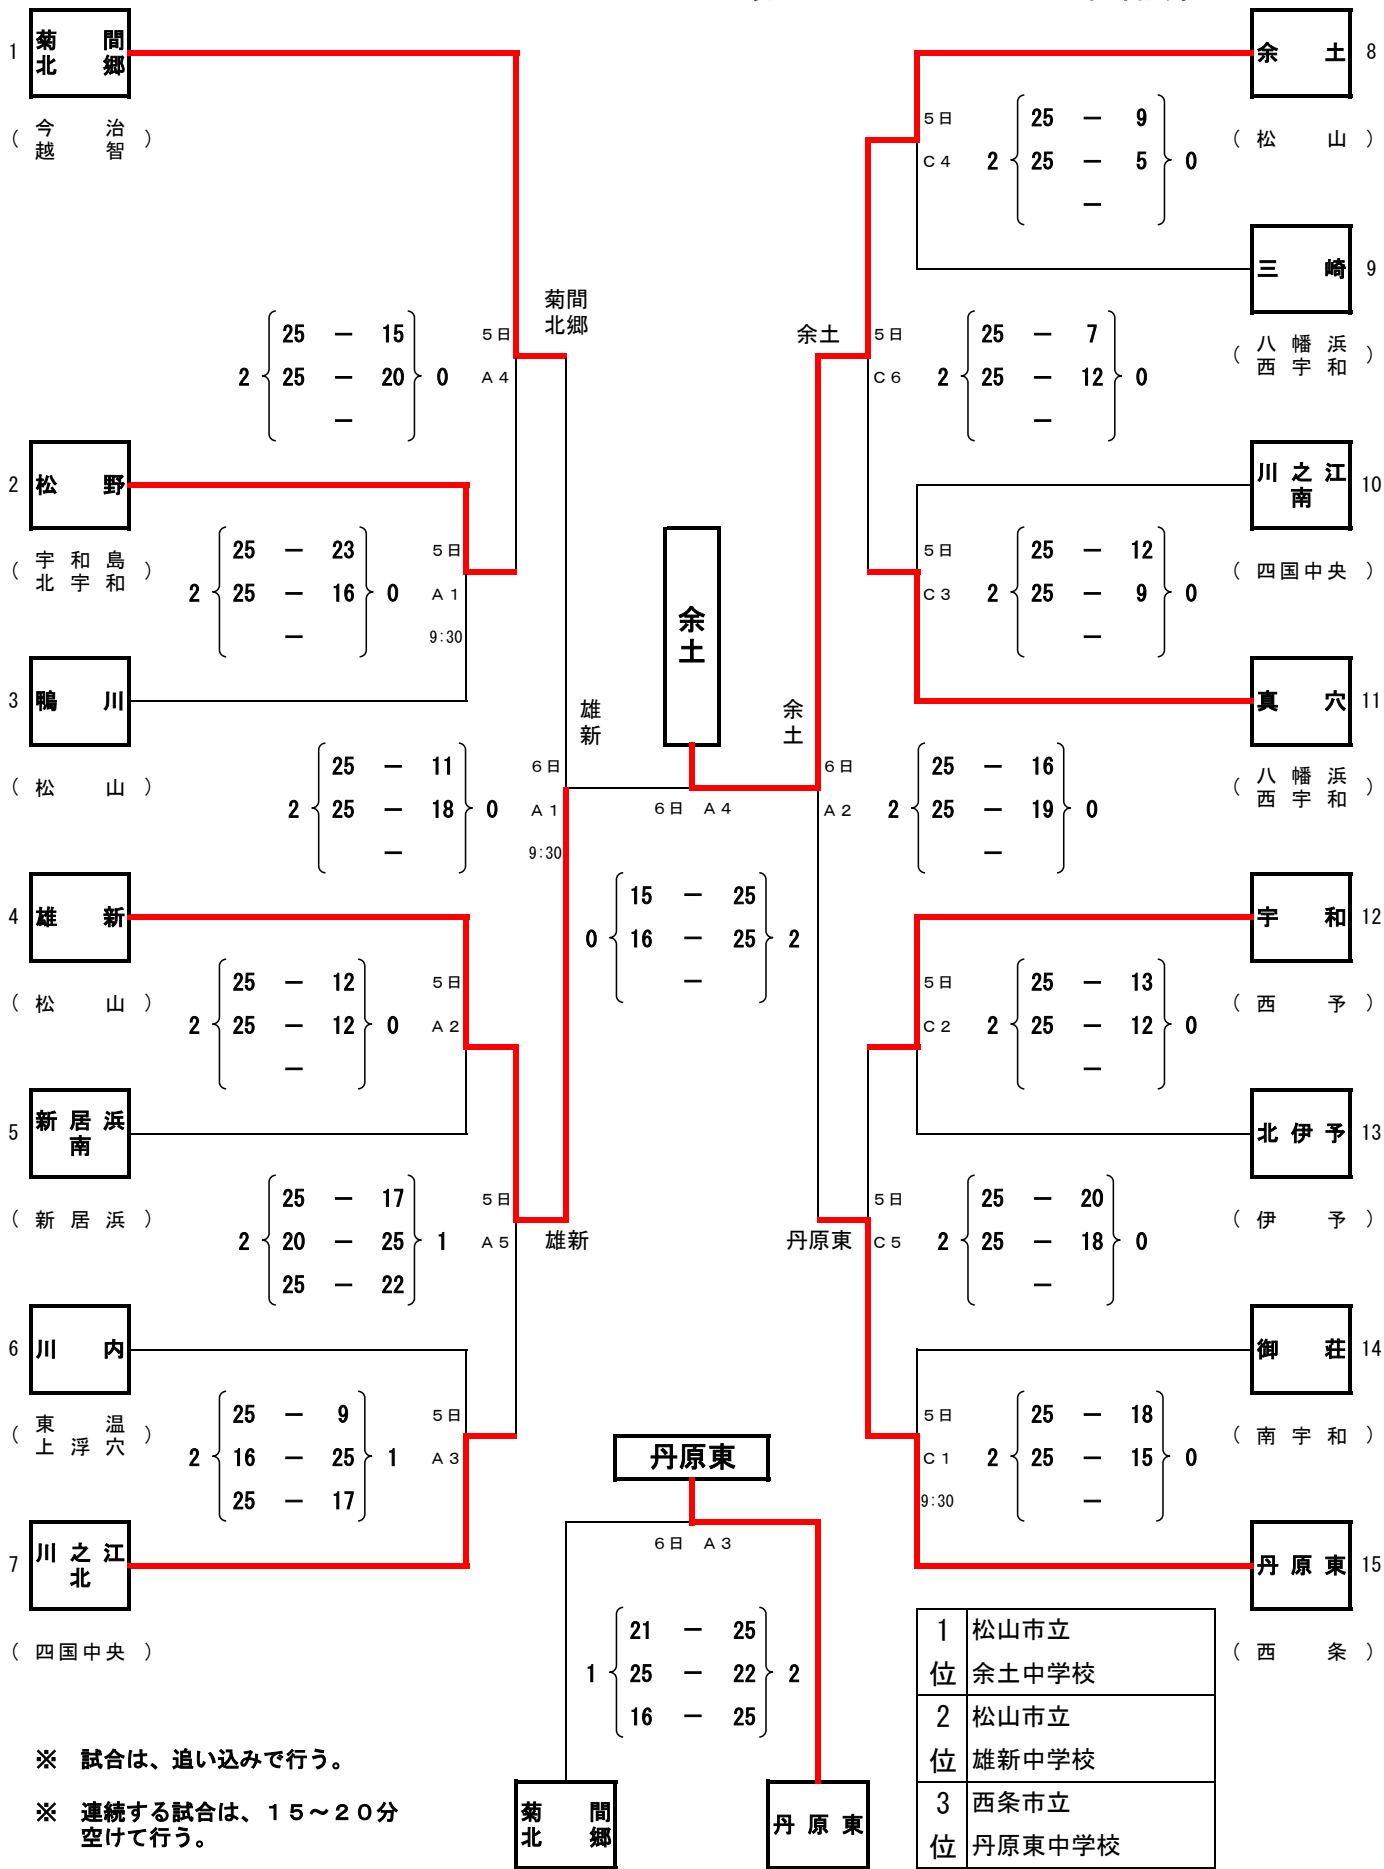 1 菊間北郷
( 今治越智 )
2 松野
( 宇和島北宇和 )
3 鴨川
( 松山 )
4 雄新
( 松山 )
5 新居浜南
( 新居浜 )
6 川内
( 東温上浮穴 )
7 川之江北
( 四国中央 )
25 — 15
2 25 — 20 0
—
5日
A4
菊間
北郷
25 — 23
2 25 — 16 0
—
5日
A1
9:30
25 — 11
2 25 — 18 0
—
6日
A1
9:30
雄新
25 — 12
2 25 — 12 0
—
5日
A2
25 — 17
2 20 — 25 1
25 — 22
5日
A5
雄新
25 — 9
2 16 — 25 1
25 — 17
5日
A3
余土
6日 A4
15 — 25
0 16 — 25 2
—
丹原東
6日 A3
21 — 25
1 25 — 22 2
16 — 25
菊間北郷
丹原東
余土 8
( 松山 )
三崎 9
( 八幡浜西宇和 )
川之江南 10
( 四国中央 )
真穴 11
( 八幡浜西宇和 )
宇和 12
( 西予 )
北伊予 13
( 伊予 )
御荘 14
( 南宇和 )
丹原東 15
( 西条 )
5日
C4
25 — 9
2 25 — 5 0
—
余土
5日
C6
25 — 7
2 25 — 12 0
—
5日
C3
25 — 12
2 25 — 9 0
—
余土
6日
A2
25 — 16
2 25 — 19 0
—
5日
C2
25 — 13
2 25 — 12 0
—
丹原東
5日
C5
25 — 20
2 25 — 18 0
—
5日
C1
9:30
25 — 18
2 25 — 15 0
—
1位 松山市立
余土中学校
2位 松山市立
雄新中学校
3位 西条市立
丹原東中学校
※ 試合は、追い込みで行う。
※ 連続する試合は、15～20分
空けて行う。